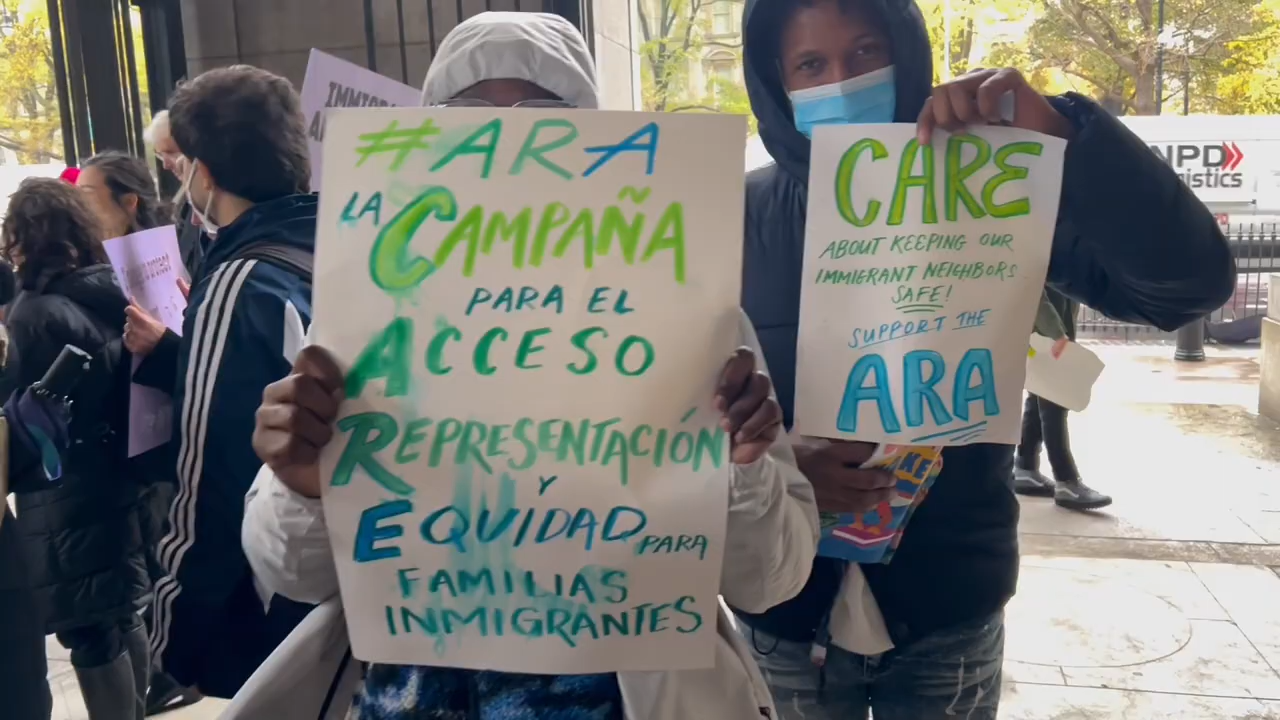 #ARA
LA CAMPAÑA
PARA EL
ACCESO
REPRESENTACIÓN
Y
EQUIDAD PARA
FAMILIAS
INMIGRANTES
CARE
ABOUT KEEPING OUR
IMMIGRANT NEIGHBORS
SAFE!
SUPPORT THE
ARA
NPD